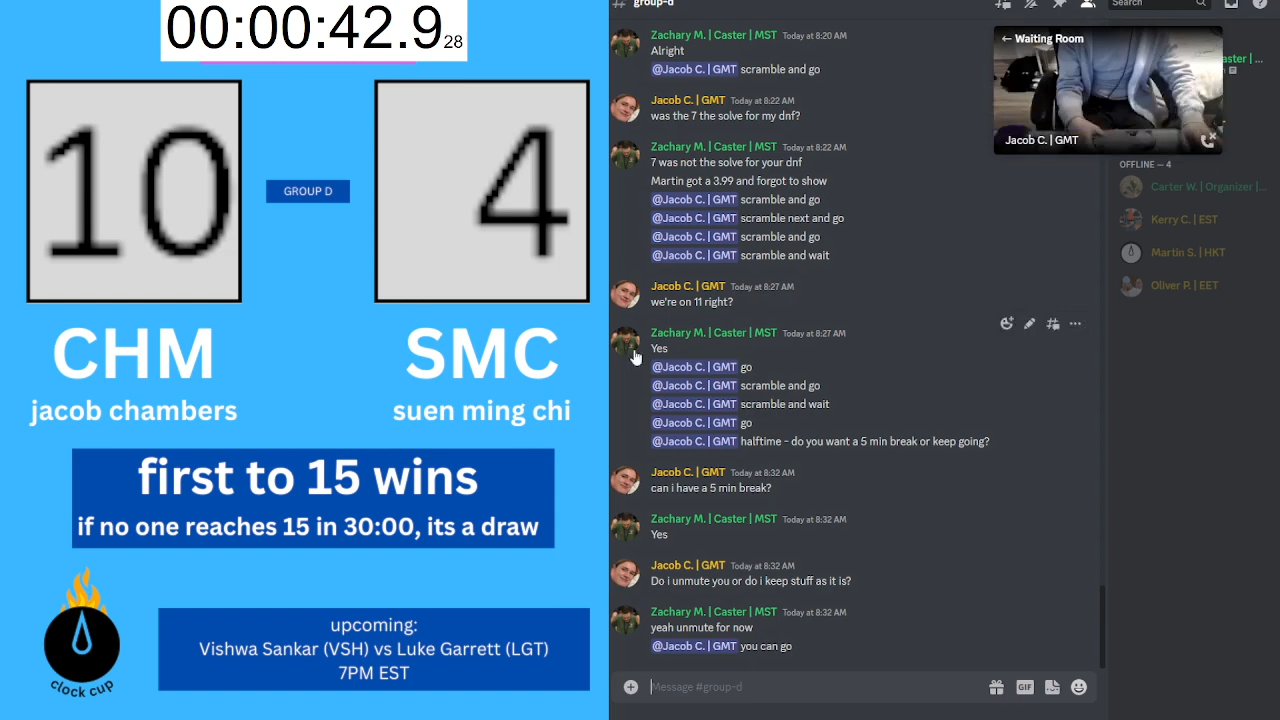 00:00:42.928
10
GROUP D
4
CHM
SMC
jacob chambers
suen ming chi
first to 15 wins
if no one reaches 15 in 30:00, its a draw
clock cup
upcoming:
Vishwa Sankar (VSH) vs Luke Garrett (LGT)
7PM EST
group-d
Search
Zachary M. | Caster | MST Today at 8:20 AM
Alright
@Jacob C. | GMT scramble and go
Jacob C. | GMT Today at 8:22 AM
was the 7 the solve for my dnf?
Zachary M. | Caster | MST Today at 8:22 AM
7 was not the solve for your dnf
Martin got a 3.99 and forgot to show
@Jacob C. | GMT scramble and go
@Jacob C. | GMT scramble next and go
@Jacob C. | GMT scramble and go
@Jacob C. | GMT scramble and wait
Jacob C. | GMT Today at 8:27 AM
we're on 11 right?
Zachary M. | Caster | MST Today at 8:27 AM
Yes
@Jacob C. | GMT go
@Jacob C. | GMT scramble and go
@Jacob C. | GMT scramble and wait
@Jacob C. | GMT go
@Jacob C. | GMT halftime - do you want a 5 min break or keep going?
Jacob C. | GMT Today at 8:32 AM
can i have a 5 min break?
Zachary M. | Caster | MST Today at 8:32 AM
Yes
Jacob C. | GMT Today at 8:32 AM
Do i unmute you or do i keep stuff as it is?
Zachary M. | Caster | MST Today at 8:32 AM
yeah unmute for now
@Jacob C. | GMT you can go
Message #group-d
GIF
← Waiting Room
Jacob C. | GMT
aster | ...
OFFLINE — 4
Carter W. | Organizer |...
Kerry C. | EST
Martin S. | HKT
Oliver P. | EET